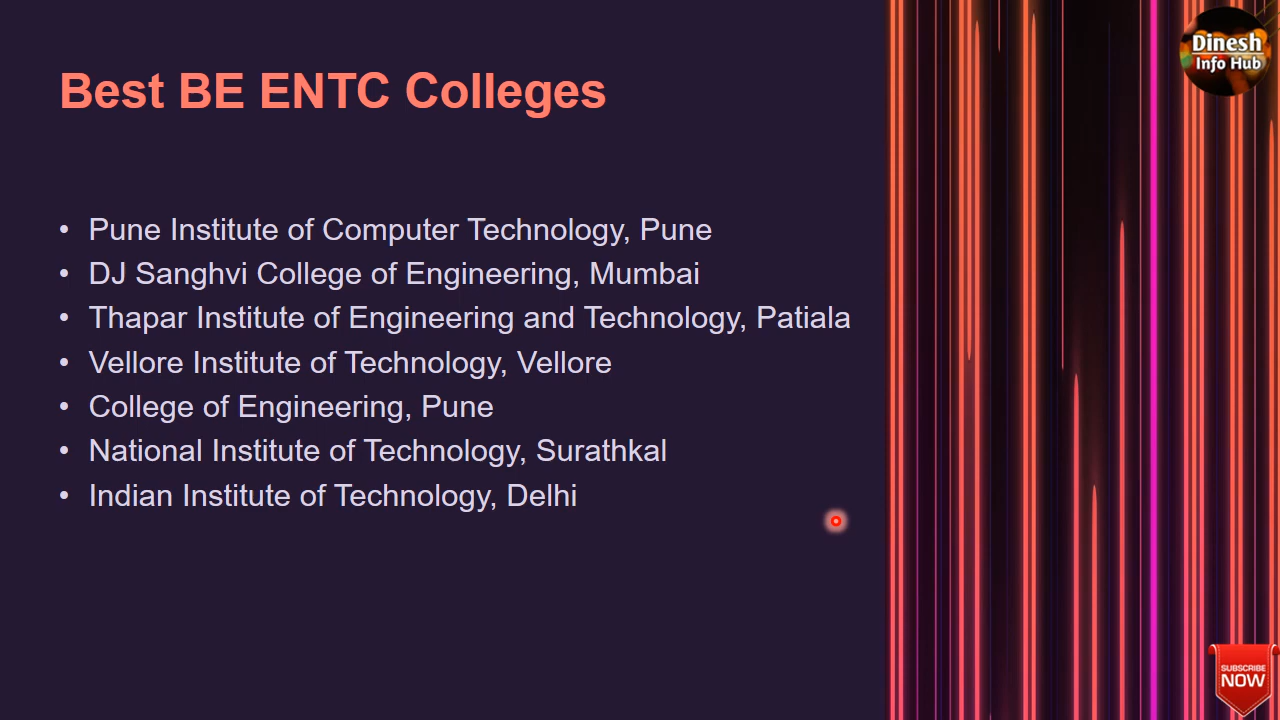 Best BE ENTC Colleges
• Pune Institute of Computer Technology, Pune
• DJ Sanghvi College of Engineering, Mumbai
• Thapar Institute of Engineering and Technology, Patiala
• Vellore Institute of Technology, Vellore
• College of Engineering, Pune
• National Institute of Technology, Surathkal
• Indian Institute of Technology, Delhi
Dinesh
Info Hub
SUBSCRIBE
NOW